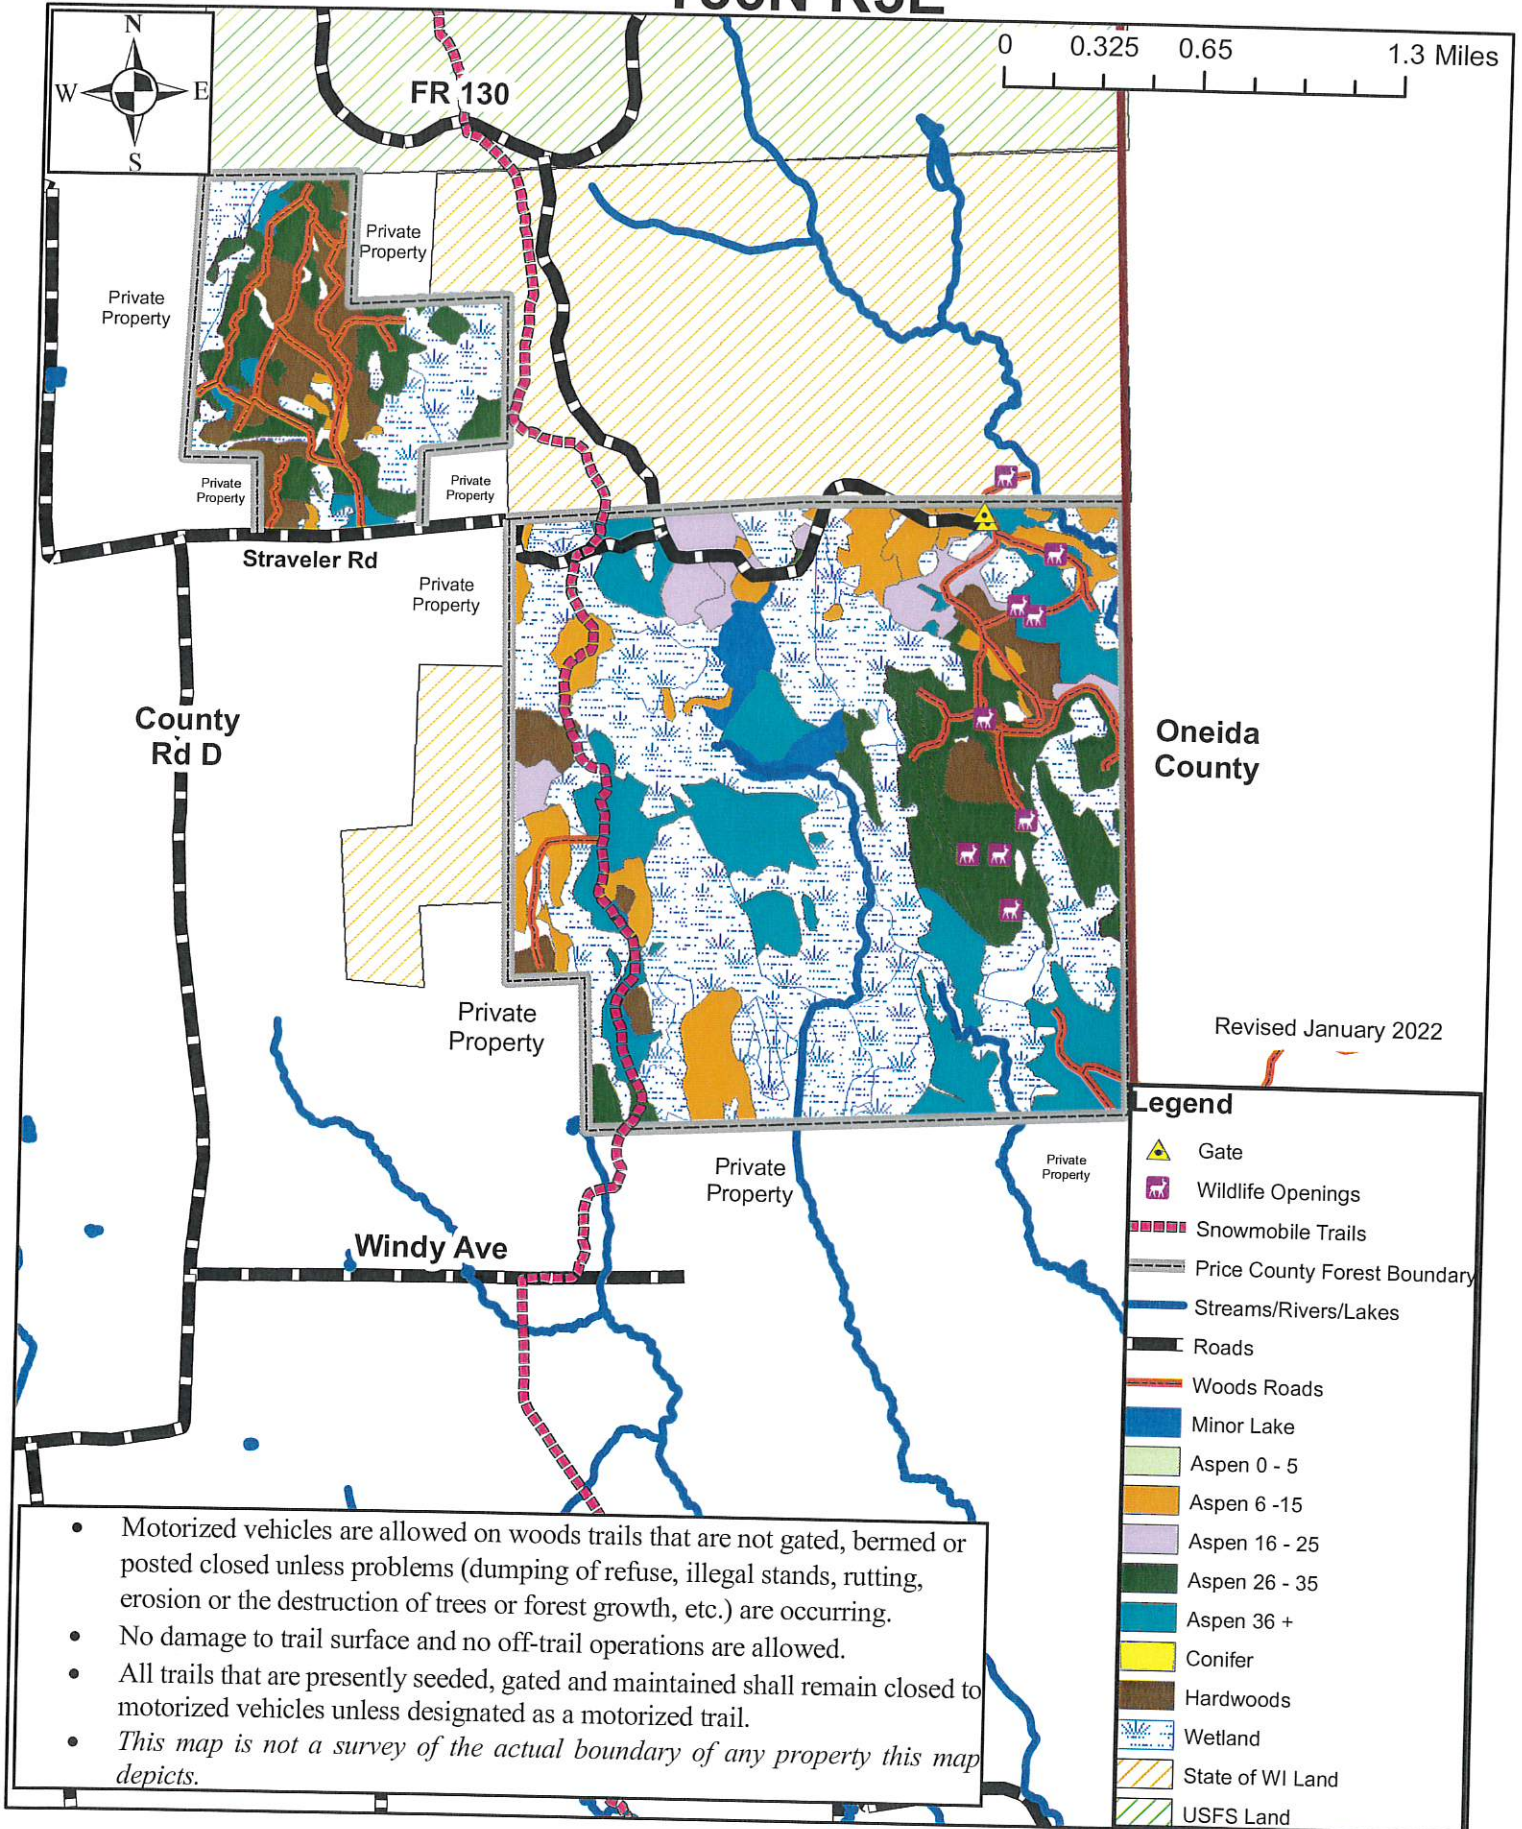 N
W
E
S
FR 130
0
0.325
0.65
1.3 Miles
Private
Property
Private
Property
Private
Property
Private
Property
Straveler Rd
Private
Property
County
Rd D
Oneida
County
Private
Property
Revised January 2022
Private
Property
Private
Property
Windy Ave
Legend
Gate
Wildlife Openings
Snowmobile Trails
Price County Forest Boundary
Streams/Rivers/Lakes
Roads
Woods Roads
Minor Lake
Aspen 0 - 5
Aspen 6 -15
Aspen 16 - 25
Aspen 26 - 35
Aspen 36 +
Conifer
Hardwoods
Wetland
State of WI Land
USFS Land
• Motorized vehicles are allowed on woods trails that are not gated, bermed or
posted closed unless problems (dumping of refuse, illegal stands, rutting,
erosion or the destruction of trees or forest growth, etc.) are occurring.
• No damage to trail surface and no off-trail operations are allowed.
• All trails that are presently seeded, gated and maintained shall remain closed to
motorized vehicles unless designated as a motorized trail.
• This map is not a survey of the actual boundary of any property this map
depicts.